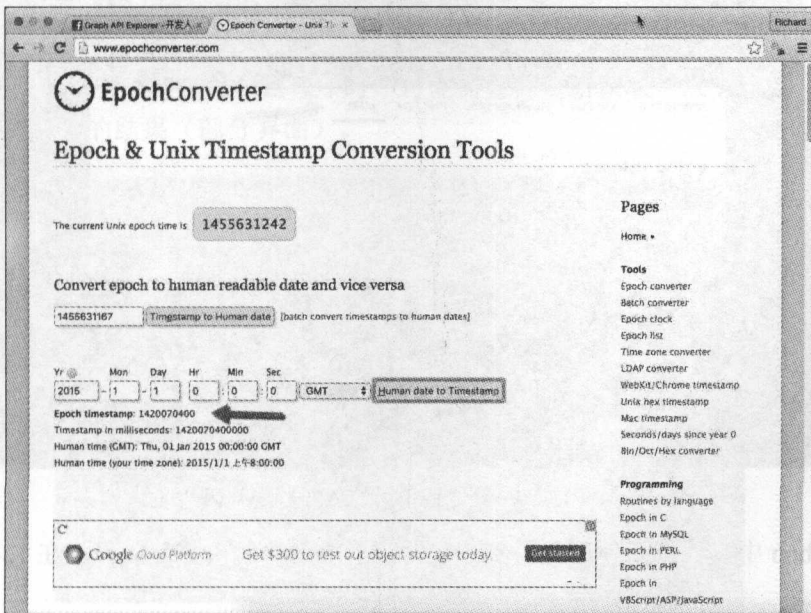 Graph API Explorer - 开发人
Epoch Converter - Unix Ti
Richard
www.epochconverter.com
EpochConverter
Epoch & Unix Timestamp Conversion Tools
The current Unix epoch time is 1455631242
Convert epoch to human readable date and vice versa
1455631167 Timestamp to Human date [batch convert timestamps to human dates]
Yr Mon Day Hr Min Sec
2015 - 1 - 1 0 : 0 : 0 GMT Human date to Timestamp
Epoch timestamp: 1420070400
Timestamp in milliseconds: 1420070400000
Human time (GMT): Thu, 01 Jan 2015 00:00:00 GMT
Human time (your time zone): 2015/1/1 上午8:00:00
Google Cloud Platform Get $300 to test out object storage today. Get started
Pages
Home
Tools
Epoch converter
Batch converter
Epoch clock
Epoch list
Time zone converter
LDAP converter
WebKit/Chrome timestamp
Unix hex timestamp
Mac timestamp
Seconds/days since year 0
Bin/Oct/Hex converter
Programming
Routines by language
Epoch in C
Epoch in MySQL
Epoch in PERL
Epoch in PHP
Epoch in
VBScript/ASP/JavaScript